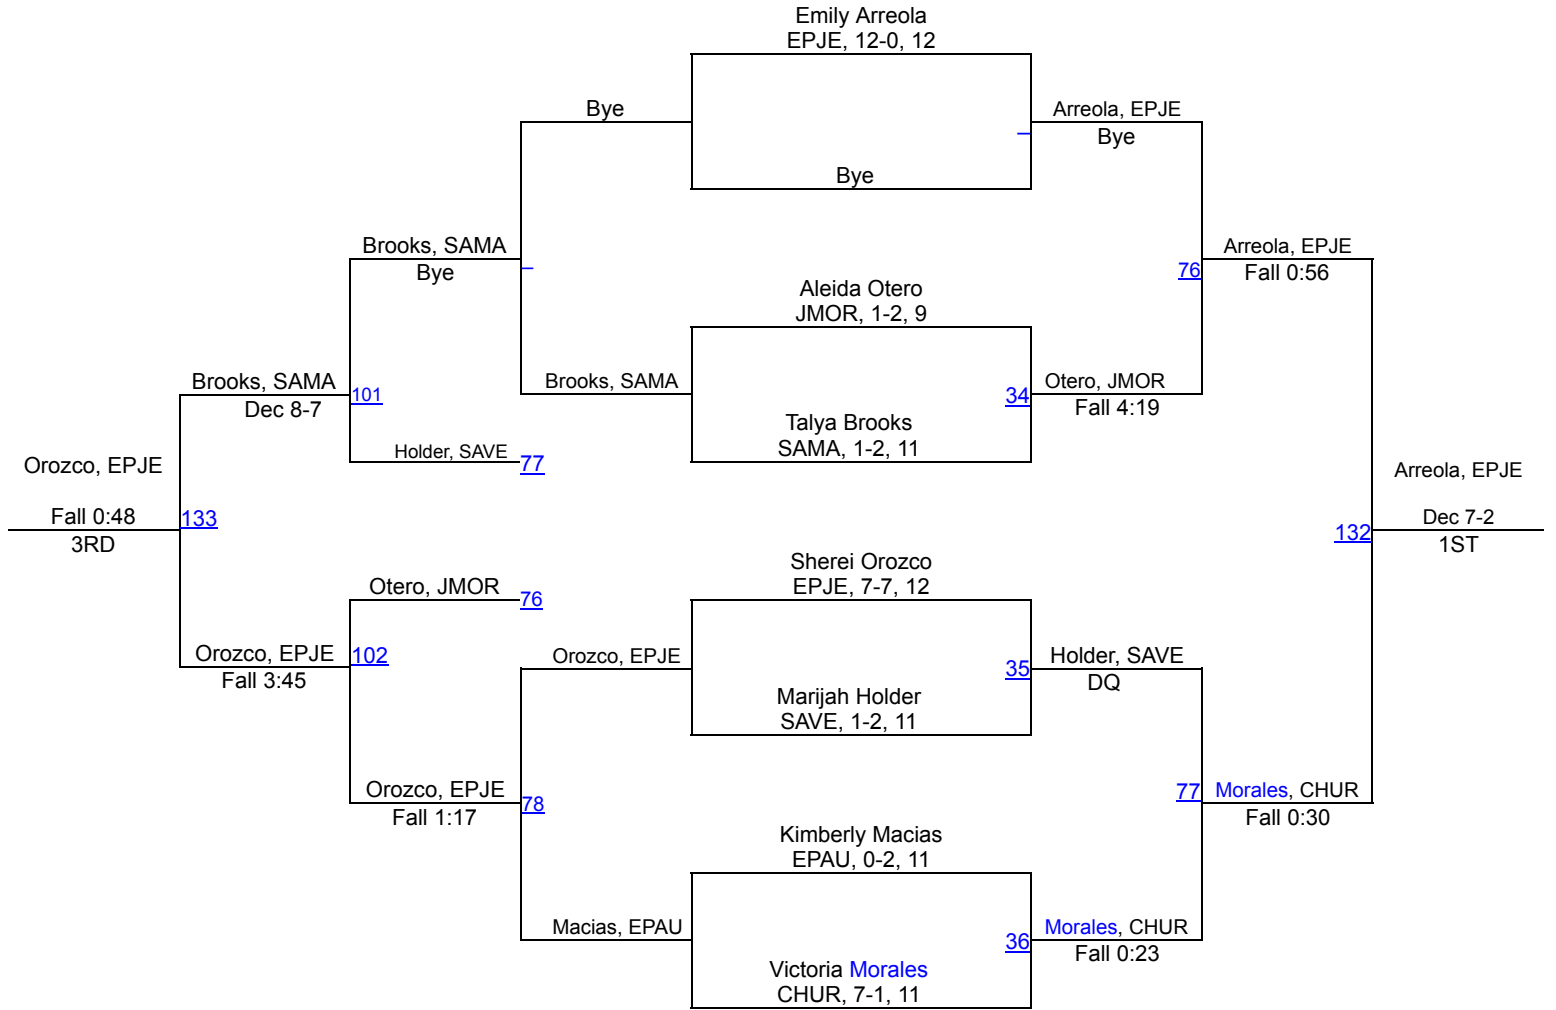 Emily Arreola
EPJE, 12-0, 12
Bye
Arreola, EPJE
Bye
Bye
Brooks, SAMA
Bye
Arreola, EPJE
76
Fall 0:56
Aleida Otero
JMOR, 1-2, 9
Brooks, SAMA
Dec 8-7
101
Brooks, SAMA
34
Otero, JMOR
Fall 4:19
Talya Brooks
SAMA, 1-2, 11
Holder, SAVE
77
Orozco, EPJE
Fall 0:48
3RD
133
Arreola, EPJE
132
Dec 7-2
1ST
Sherei Orozco
EPJE, 7-7, 12
Otero, JMOR
76
Orozco, EPJE
Fall 3:45
102
Orozco, EPJE
35
Holder, SAVE
DQ
Marijah Holder
SAVE, 1-2, 11
Orozco, EPJE
Fall 1:17
78
77
Morales, CHUR
Fall 0:30
Kimberly Macias
EPAU, 0-2, 11
Macias, EPAU
36
Morales, CHUR
Fall 0:23
Victoria Morales
CHUR, 7-1, 11